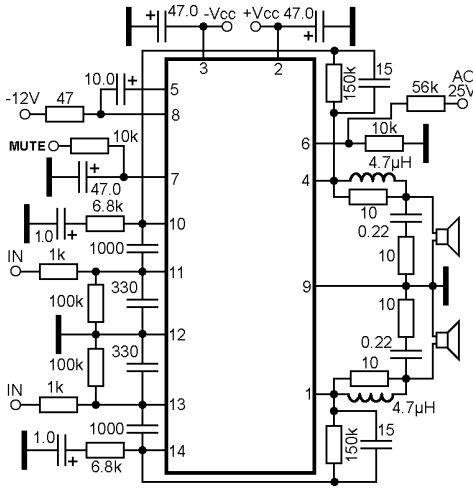 47.0 -Vcc +Vcc 47.0
+ +
3 2
10.0 + 5
-12V 47 8
MUTE 10k
+ 47.0 7
6.8k 10
1.0 + 1000
IN 1k 11
100k 330
12
100k 330
IN 1k 13
1.0 1000
+ 6.8k 14
150k 15
56k AC
25V
6 10k
4 4.7µH
10
0.22
10
9
10
0.22
10
1 4.7µH
150k 15